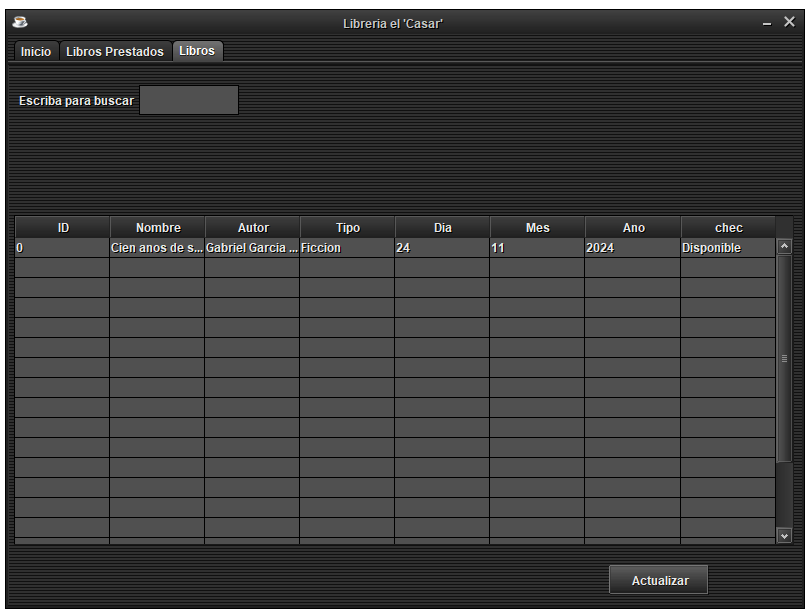 Libreria el 'Casar'
Inicio Libros Prestados Libros
Escriba para buscar
ID Nombre Autor Tipo Dia Mes Ano chec
0 Cien anos de s... Gabriel Garcia ... Ficcion 24 11 2024 Disponible
Actualizar